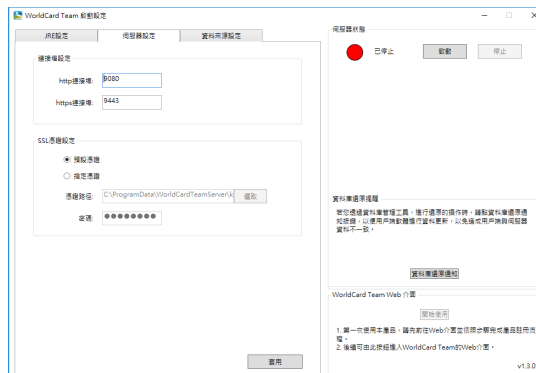 WorldCard Team 啟動設定
JRE設定
伺服器設定
資料來源設定
連接埠設定
http連接埠:
9080
https連接埠:
9443
SSL憑證設定
預設憑證
指定憑證
憑證路徑:
C:\ProgramData\WorldCardTeamServer\k
選取
密碼:
套用
伺服器狀態
已停止
啟動
停止
資料庫還原提醒
若您透過資料庫管理工具，進行還原的操作時，請點資料庫還原通
知按鍵，以便用戶端軟體進行資料更新，以免造成用戶端與伺服器
資料不一致。
資料庫還原通知
WorldCard Team Web 介面
開始使用
1. 第一次使用本產品，請先前往Web介面並依照步驟完成產品註冊流
程。
2. 後續可由此按鈕進入WorldCard Team的Web介面。
v1.3.0